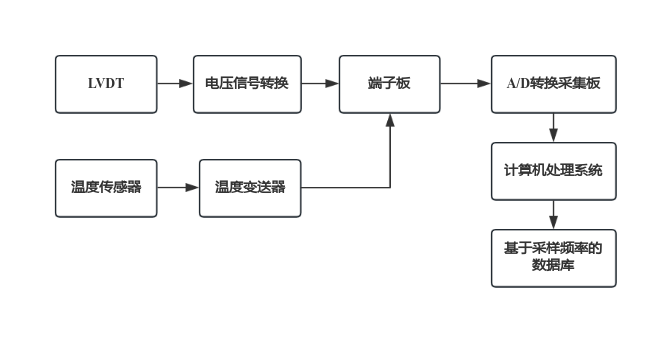 LVDT
电压信号转换
端子板
A/D转换采集板
温度传感器
温度变送器
计算机处理系统
基于采样频率的
数据库